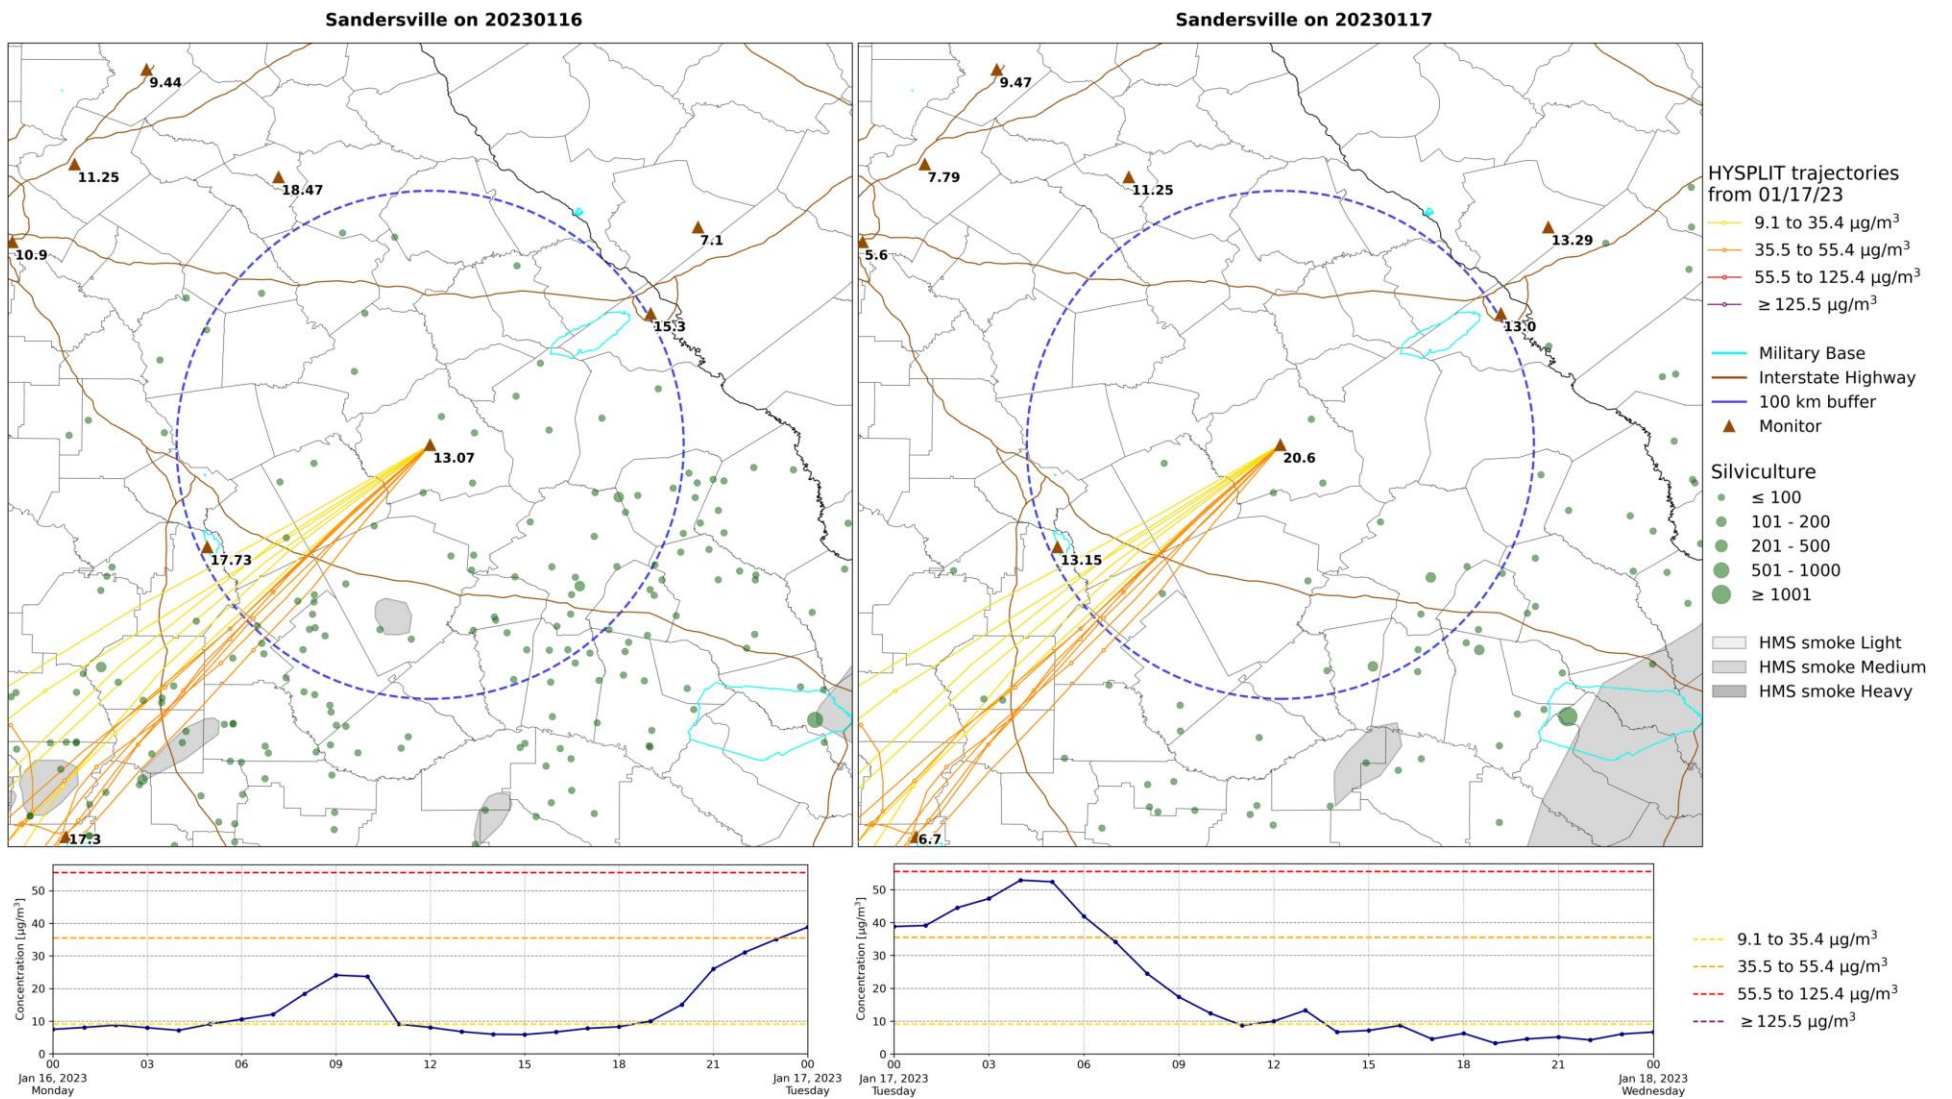 Sandersville on 20230116
9.44
11.25
18.47
10.9
7.1
15.3
13.07
17.73
17.3
Sandersville on 20230117
9.47
7.79
11.25
5.6
13.29
13.0
20.6
13.15
6.7
HYSPLIT trajectories
from 01/17/23
9.1 to 35.4 µg/m³
35.5 to 55.4 µg/m³
55.5 to 125.4 µg/m³
≥ 125.5 µg/m³
Military Base
Interstate Highway
100 km buffer
Monitor
Silviculture
≤ 100
101 - 200
201 - 500
501 - 1000
≥ 1001
HMS smoke Light
HMS smoke Medium
HMS smoke Heavy
Concentration [µg/m³]
50
40
30
20
10
0
00 03 06 09 12 15 18 21 00
Jan 16, 2023 Jan 17, 2023
Monday Tuesday
Concentration [µg/m³]
50
40
30
20
10
0
00 03 06 09 12 15 18 21 00
Jan 17, 2023 Jan 18, 2023
Tuesday Wednesday
9.1 to 35.4 µg/m³
35.5 to 55.4 µg/m³
55.5 to 125.4 µg/m³
≥ 125.5 µg/m³